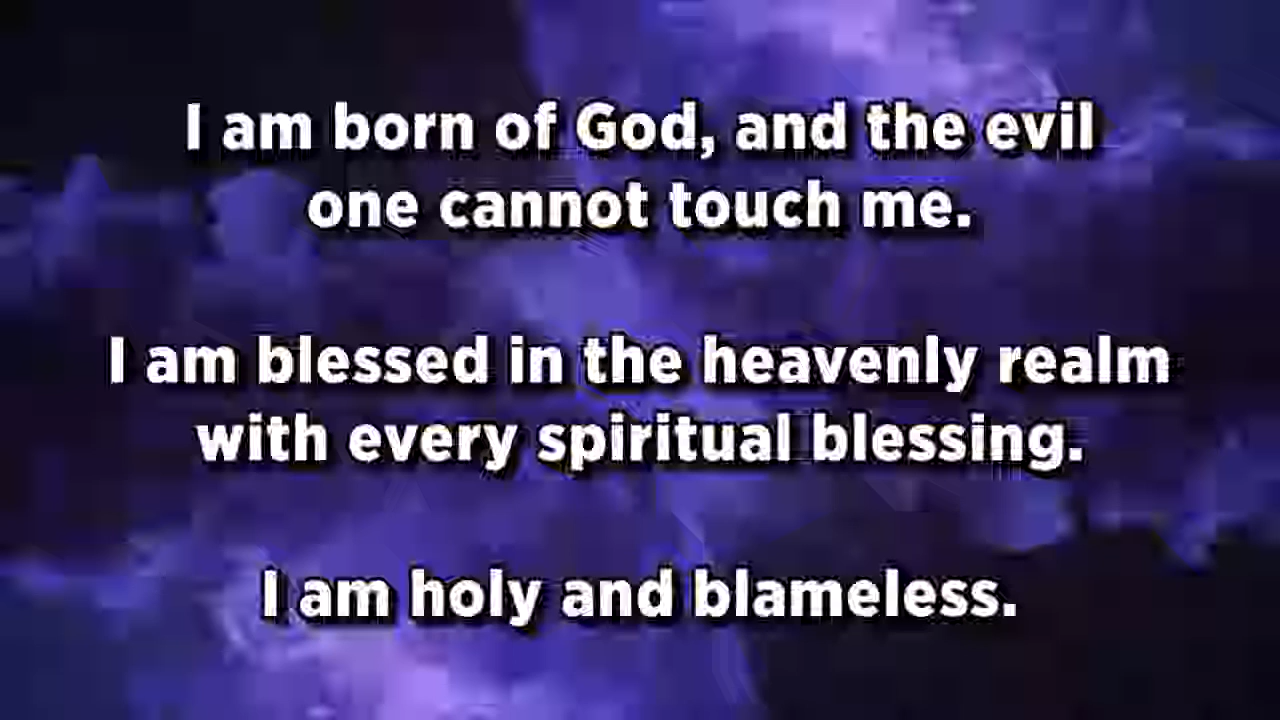 I am born of God, and the evil
one cannot touch me.
I am blessed in the heavenly realm
with every spiritual blessing.
I am holy and blameless.